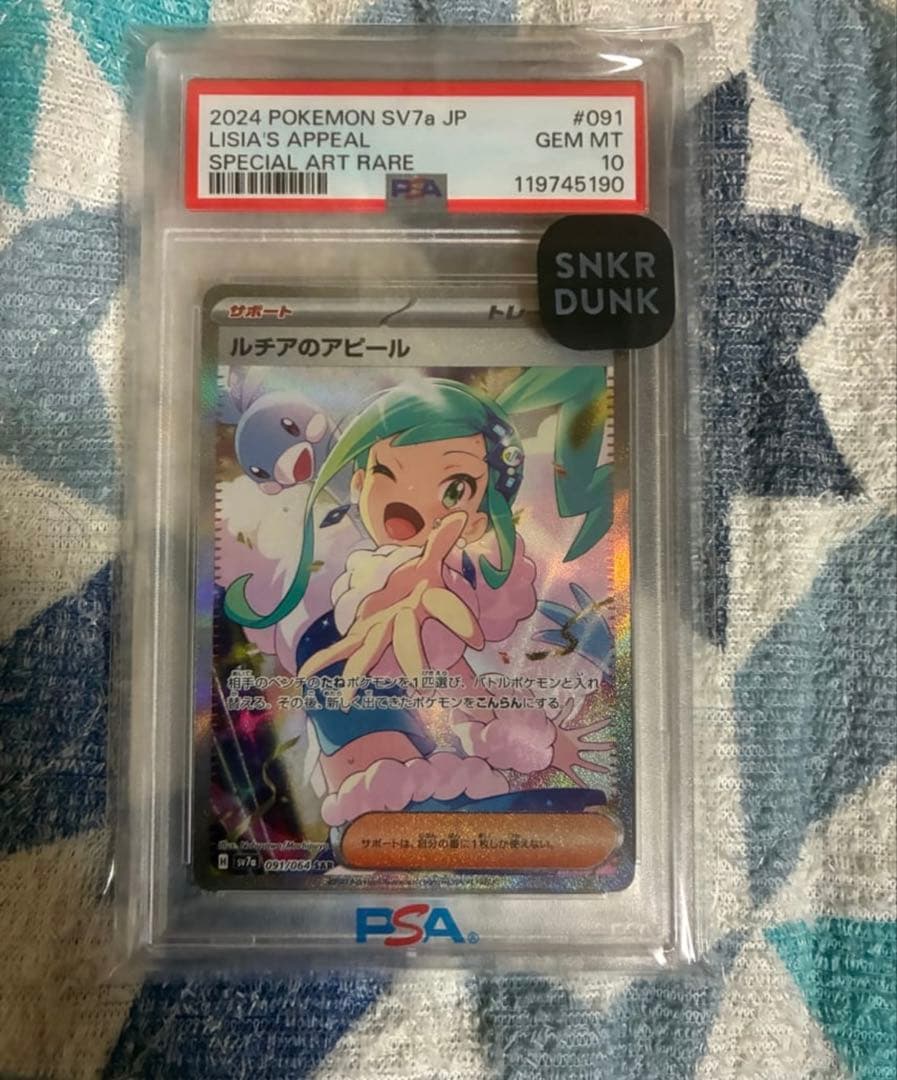 2024 POKEMON SV7a JP #091
LISIA'S APPEAL GEM MT
SPECIAL ART RARE 10
PSA 119745190
SNKR
DUNK
サポート トレ
ルチアのアピール
相手のベンチのたねポケモンを1匹選び、バトルポケモンと入れ
替える。その後、新しく出てきたポケモンをこんらんにする。
サポートは、自分の番に1枚しか使えない。
Illus.
H sv7a 091/064 SAR
PSA